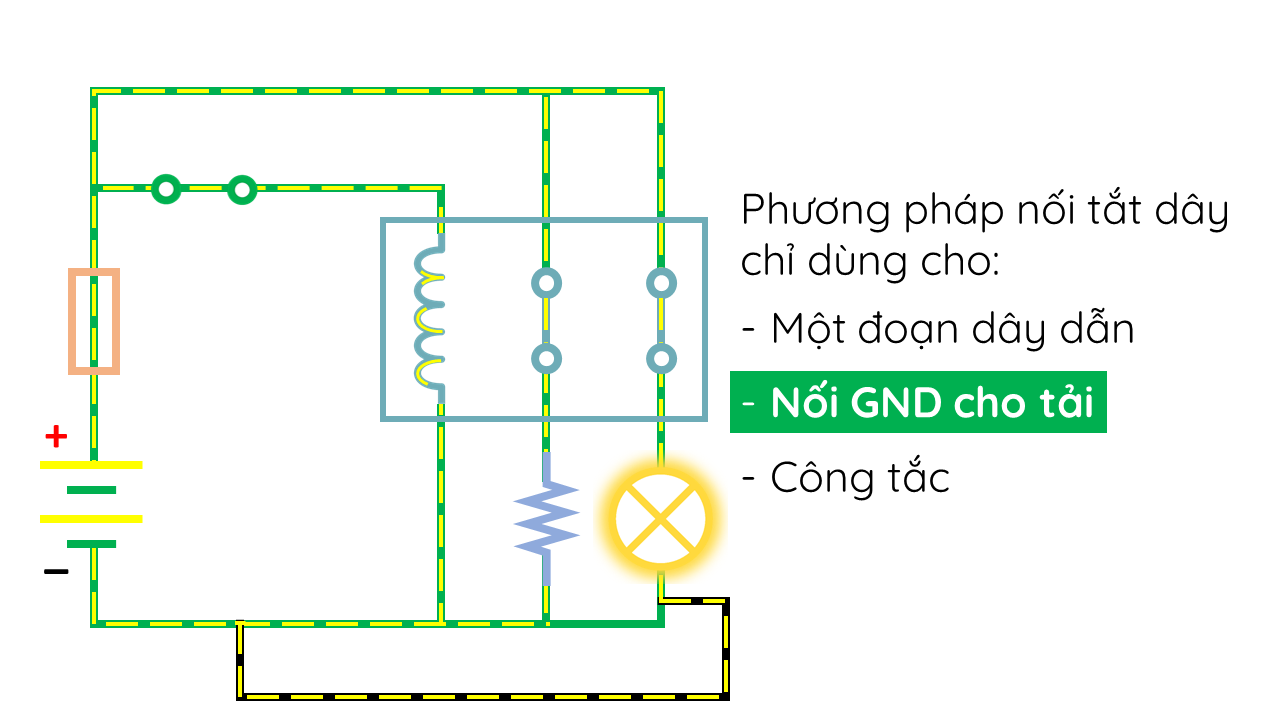 Phương pháp nối tắt dây
chỉ dùng cho:
- Một đoạn dây dẫn
- Nối GND cho tải
- Công tắc
+
–